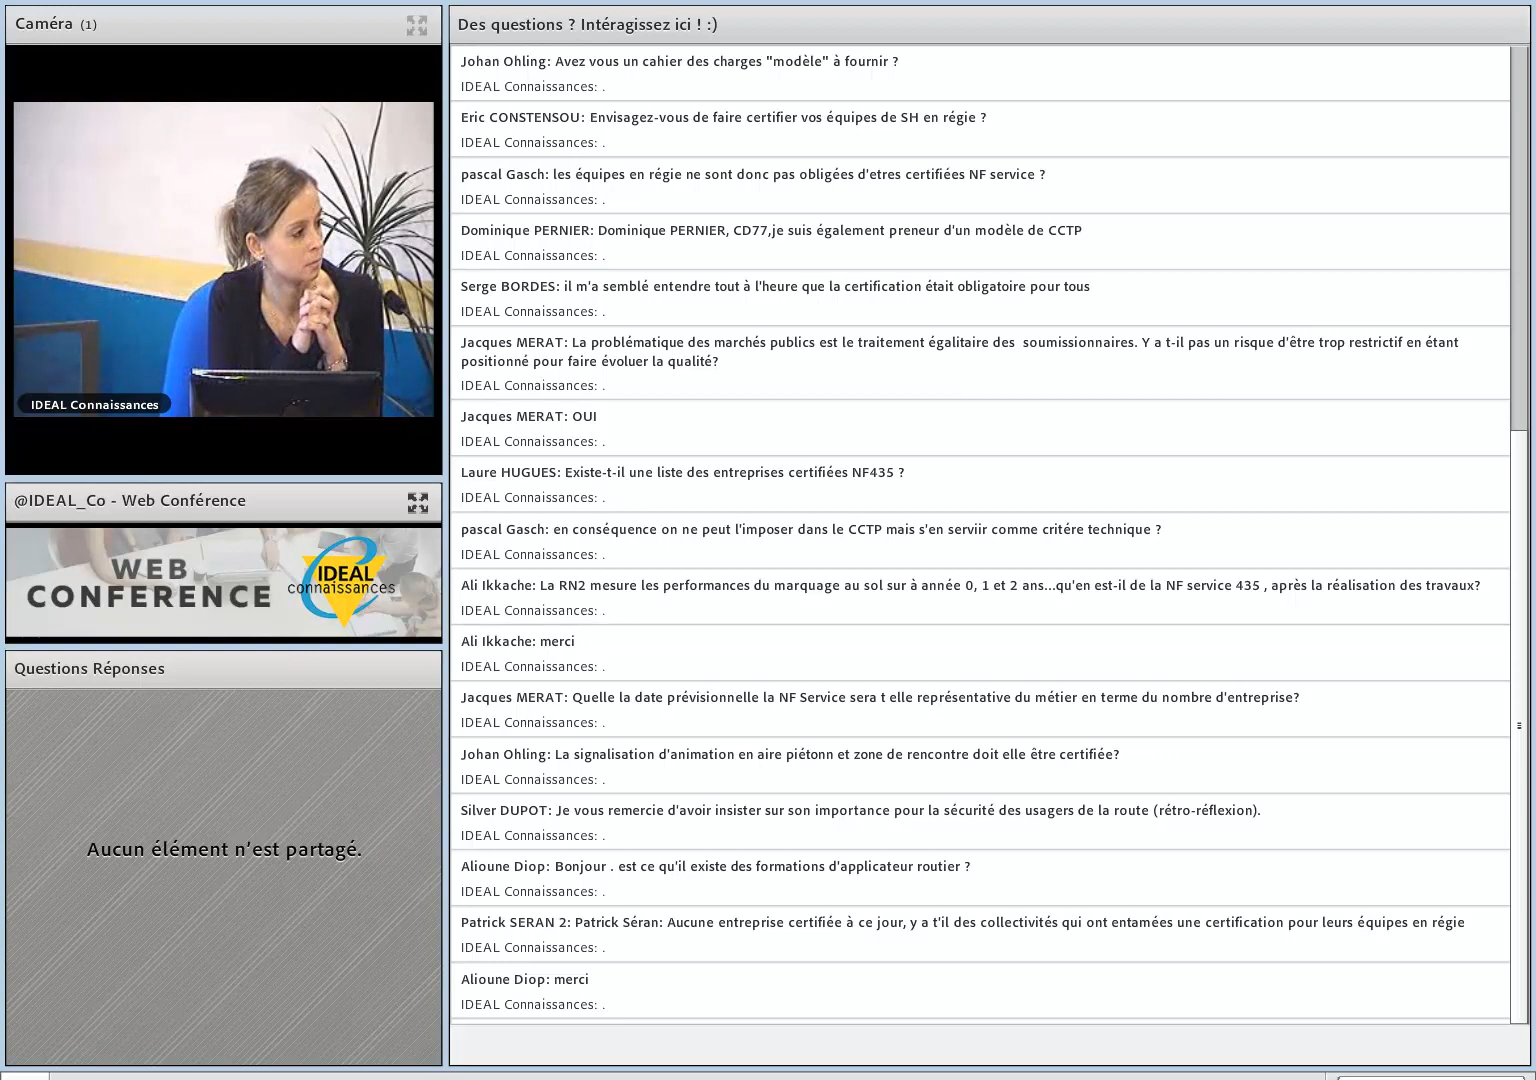 Caméra (1)
IDEAL Connaissances
@IDEAL_Co - Web Conférence
WEB
CONFERENCE
IDEAL
connaissances
Questions Réponses
Aucun élément n'est partagé.
Des questions ? Intéragissez ici ! :)
Johan Ohling: Avez vous un cahier des charges "modèle" à fournir ?
IDEAL Connaissances: .
Eric CONSTENSOU: Envisagez-vous de faire certifier vos équipes de SH en régie ?
IDEAL Connaissances: .
pascal Gasch: les équipes en régie ne sont donc pas obligées d'etres certifiées NF service ?
IDEAL Connaissances: .
Dominique PERNIER: Dominique PERNIER, CD77,je suis également preneur d'un modèle de CCTP
IDEAL Connaissances: .
Serge BORDES: il m'a semblé entendre tout à l'heure que la certification était obligatoire pour tous
IDEAL Connaissances: .
Jacques MERAT: La problématique des marchés publics est le traitement égalitaire des  soumissionnaires. Y a t-il pas un risque d'être trop restrictif en étant
positionné pour faire évoluer la qualité?
IDEAL Connaissances: .
Jacques MERAT: OUI
IDEAL Connaissances: .
Laure HUGUES: Existe-t-il une liste des entreprises certifiées NF435 ?
IDEAL Connaissances: .
pascal Gasch: en conséquence on ne peut l'imposer dans le CCTP mais s'en serviir comme critére technique ?
IDEAL Connaissances: .
Ali Ikkache: La RN2 mesure les performances du marquage au sol sur à année 0, 1 et 2 ans...qu'en est-il de la NF service 435 , après la réalisation des travaux?
IDEAL Connaissances: .
Ali Ikkache: merci
IDEAL Connaissances: .
Jacques MERAT: Quelle la date prévisionnelle la NF Service sera t elle représentative du métier en terme du nombre d'entreprise?
IDEAL Connaissances: .
Johan Ohling: La signalisation d'animation en aire piétonn et zone de rencontre doit elle être certifiée?
IDEAL Connaissances: .
Silver DUPOT: Je vous remercie d'avoir insister sur son importance pour la sécurité des usagers de la route (rétro-réflexion).
IDEAL Connaissances: .
Alioune Diop: Bonjour . est ce qu'il existe des formations d'applicateur routier ?
IDEAL Connaissances: .
Patrick SERAN 2: Patrick Séran: Aucune entreprise certifiée à ce jour, y a t'il des collectivités qui ont entamées une certification pour leurs équipes en régie
IDEAL Connaissances: .
Alioune Diop: merci
IDEAL Connaissances: .